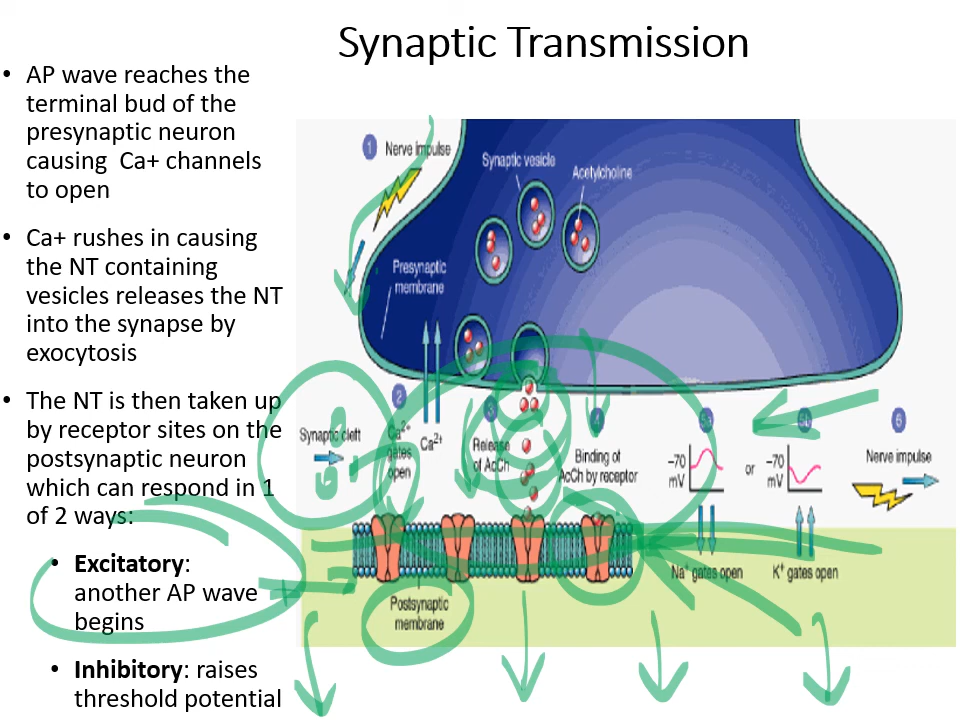 Synaptic Transmission
• AP wave reaches the
terminal bud of the
presynaptic neuron
causing Ca+ channels
to open
• Ca+ rushes in causing
the NT containing
vesicles releases the NT
into the synapse by
exocytosis
• The NT is then taken up
by receptor sites on the
postsynaptic neuron
which can respond in 1
of 2 ways:
• Excitatory:
another AP wave
begins
• Inhibitory: raises
threshold potential
1 Nerve impulse
Synaptic vesicle
Acetylcholine
Presynaptic
membrane
Synaptic cleft
2
Ca2+
gates
open
Ca2+
3
Release
of AcCh
4
Binding of
AcCh by receptor
5a
-70
mV
or
5b
-70
mV
6
Nerve impulse
Na+ gates open
K+ gates open
Postsynaptic
membrane